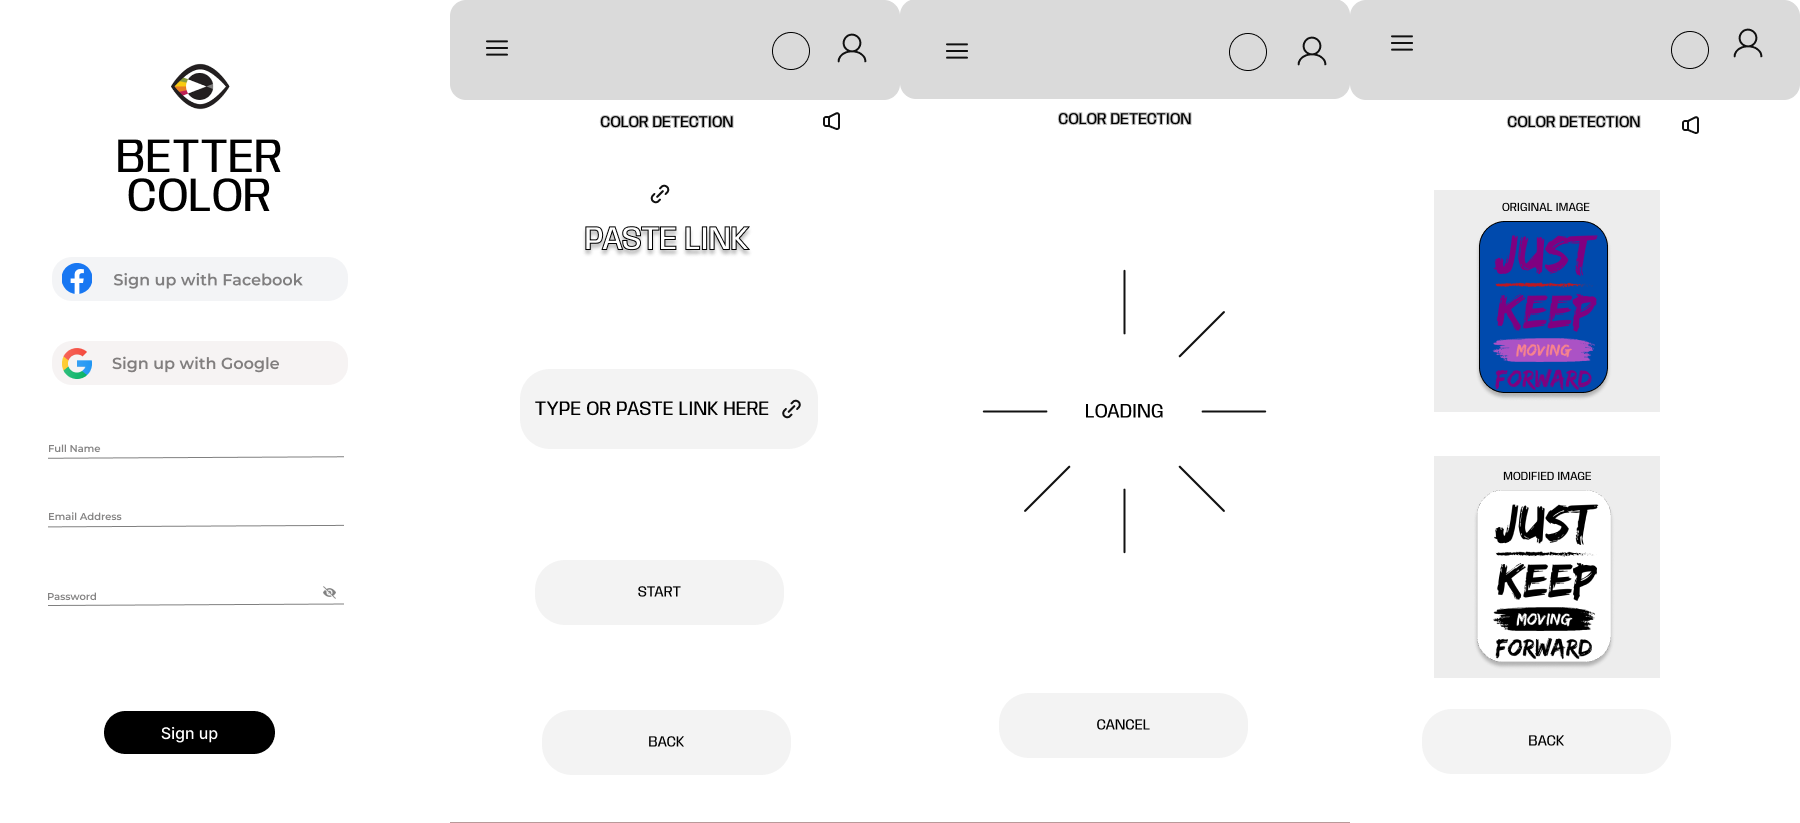 BETTER
COLOR
Sign up with Facebook
Sign up with Google
Full Name
Email Address
Password
Sign up
COLOR DETECTION
PASTE LINK
TYPE OR PASTE LINK HERE
START
BACK
COLOR DETECTION
LOADING
CANCEL
COLOR DETECTION
ORIGINAL IMAGE
JUST
KEEP
MOVING
FORWARD
MODIFIED IMAGE
JUST
KEEP
MOVING
FORWARD
BACK